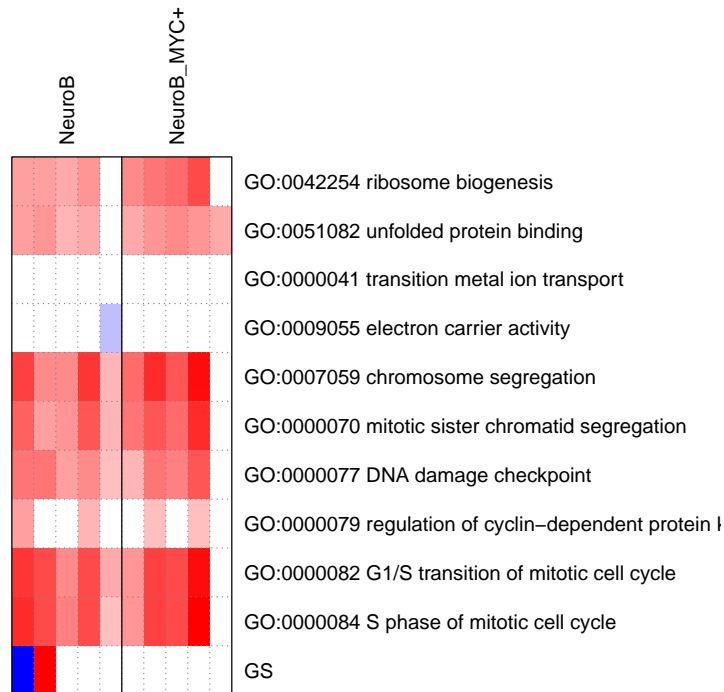 NeuroB
NeuroB_MYC+
GO:0042254 ribosome biogenesis
GO:0051082 unfolded protein binding
GO:0000041 transition metal ion transport
GO:0009055 electron carrier activity
GO:0007059 chromosome segregation
GO:0000070 mitotic sister chromatid segregation
GO:0000077 DNA damage checkpoint
GO:0000079 regulation of cyclin−dependent protein
GO:0000082 G1/S transition of mitotic cell cycle
GO:0000084 S phase of mitotic cell cycle
GS